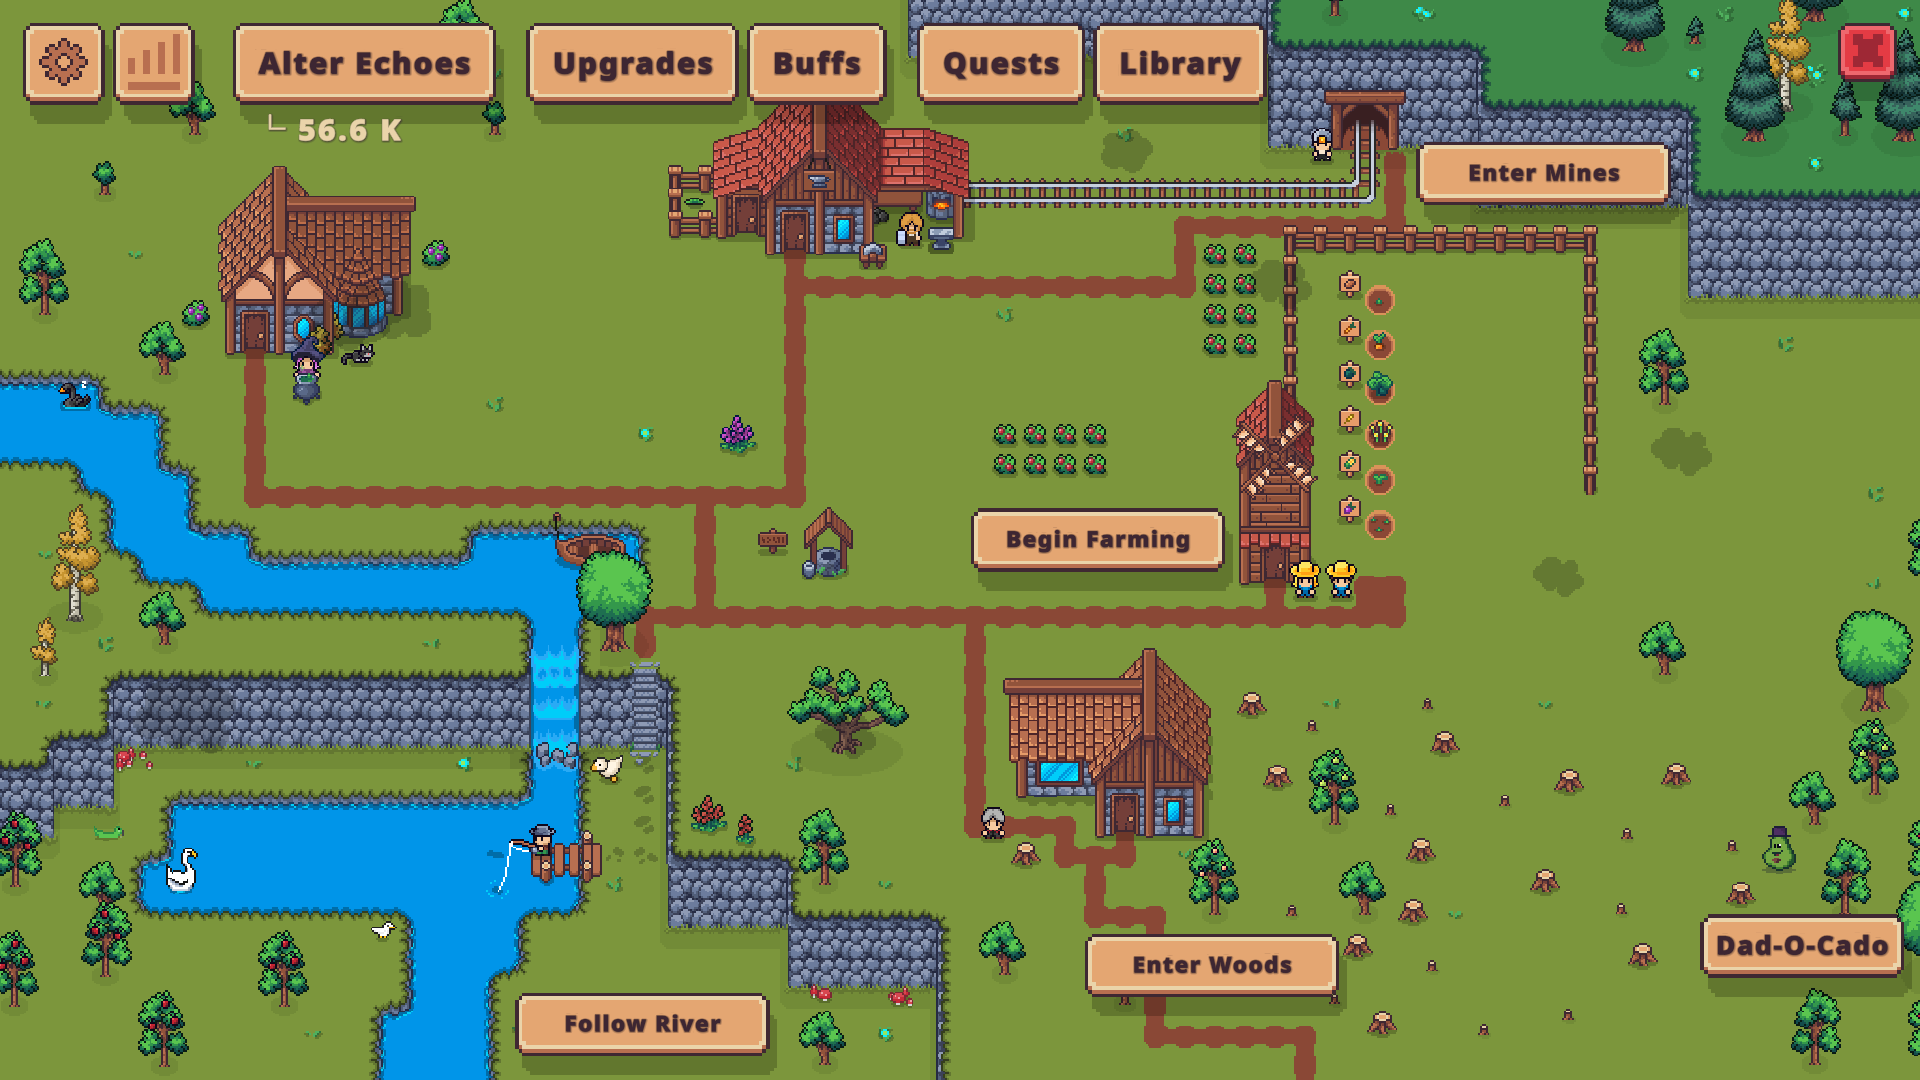 Alter Echoes
Upgrades
Buffs
Quests
Library
56.6 K
Enter Mines
Begin Farming
Enter Woods
Dad-O-Cado
Follow River